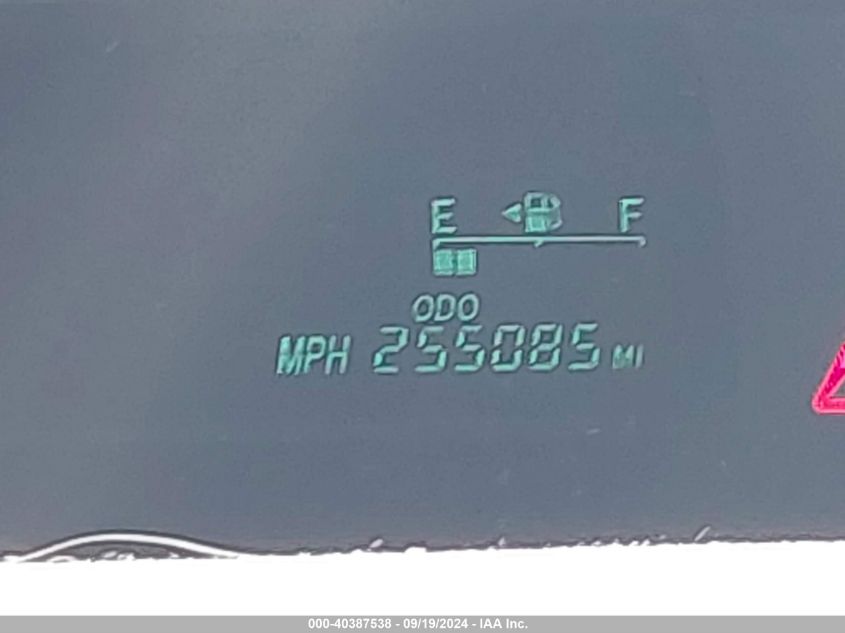 E F
ODO
MPH 255085 MI
000-40387538 - 09/19/2024 - IAA Inc.